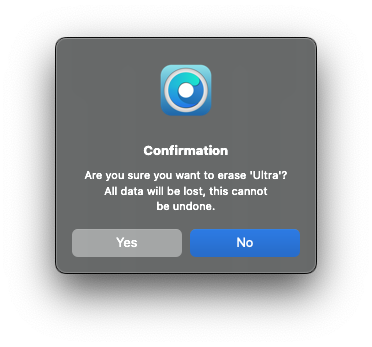 Confirmation
Are you sure you want to erase 'Ultra'?
All data will be lost, this cannot
be undone.
Yes
No